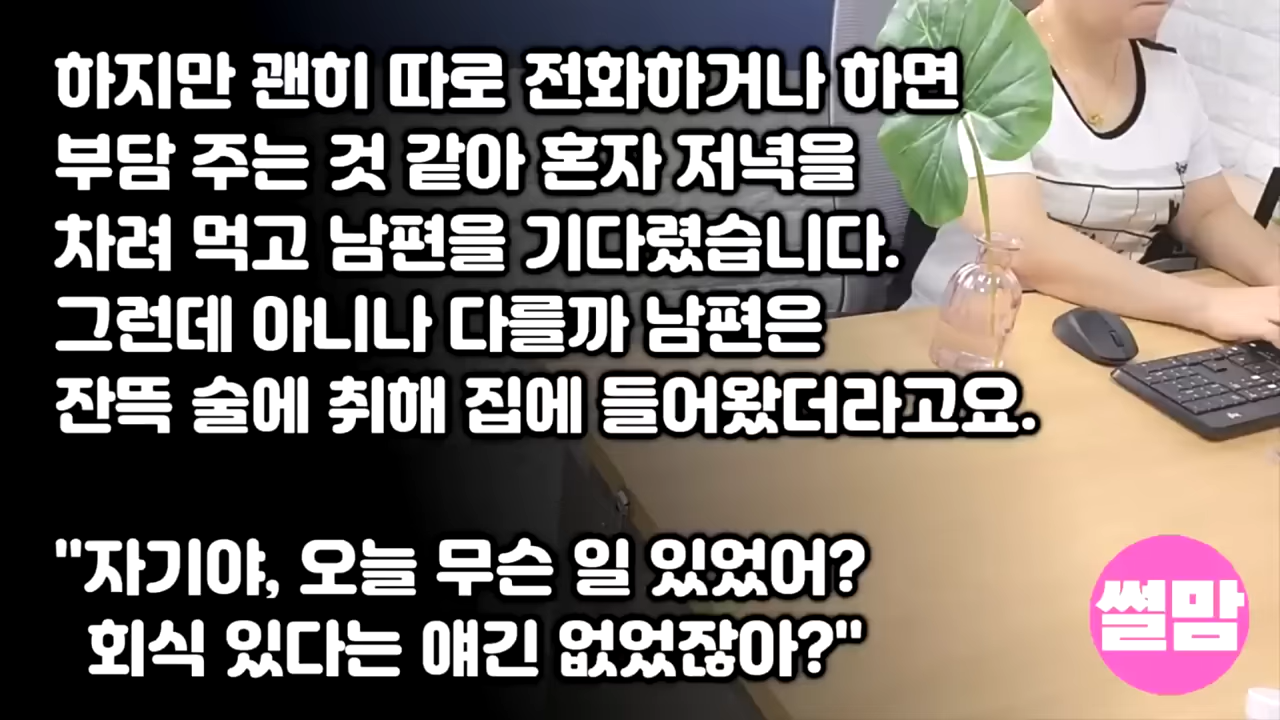 하지만 괜히 따로 전화하거나 하면
부담 주는 것 같아 혼자 저녁을
차려 먹고 남편을 기다렸습니다.
그런데 아니나 다를까 남편은
잔뜩 술에 취해 집에 들어왔더라고요.
"자기야, 오늘 무슨 일 있었어?
회식 있다는 얘긴 없었잖아?"
썰맘